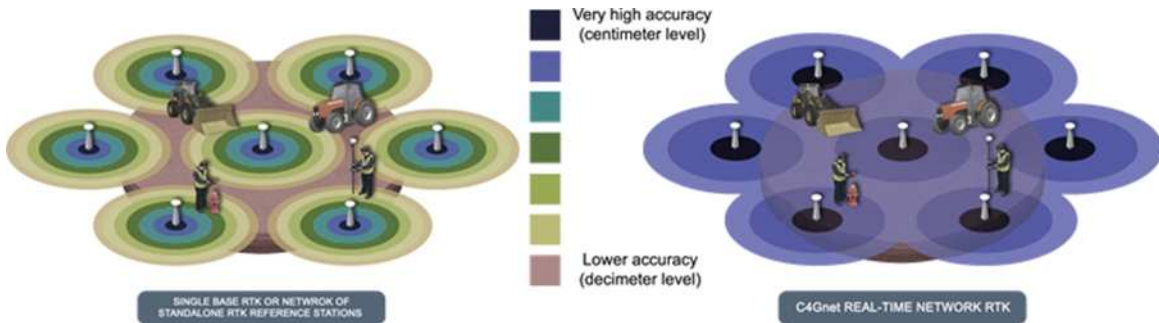 Very high accuracy
(centimeter level)
Lower accuracy
(decimeter level)
SINGLE BASE RTK OR NETWROK OF
STANDALONE RTK REFERENCE STATIONS
C4Gnet REAL-TIME NETWORK RTK